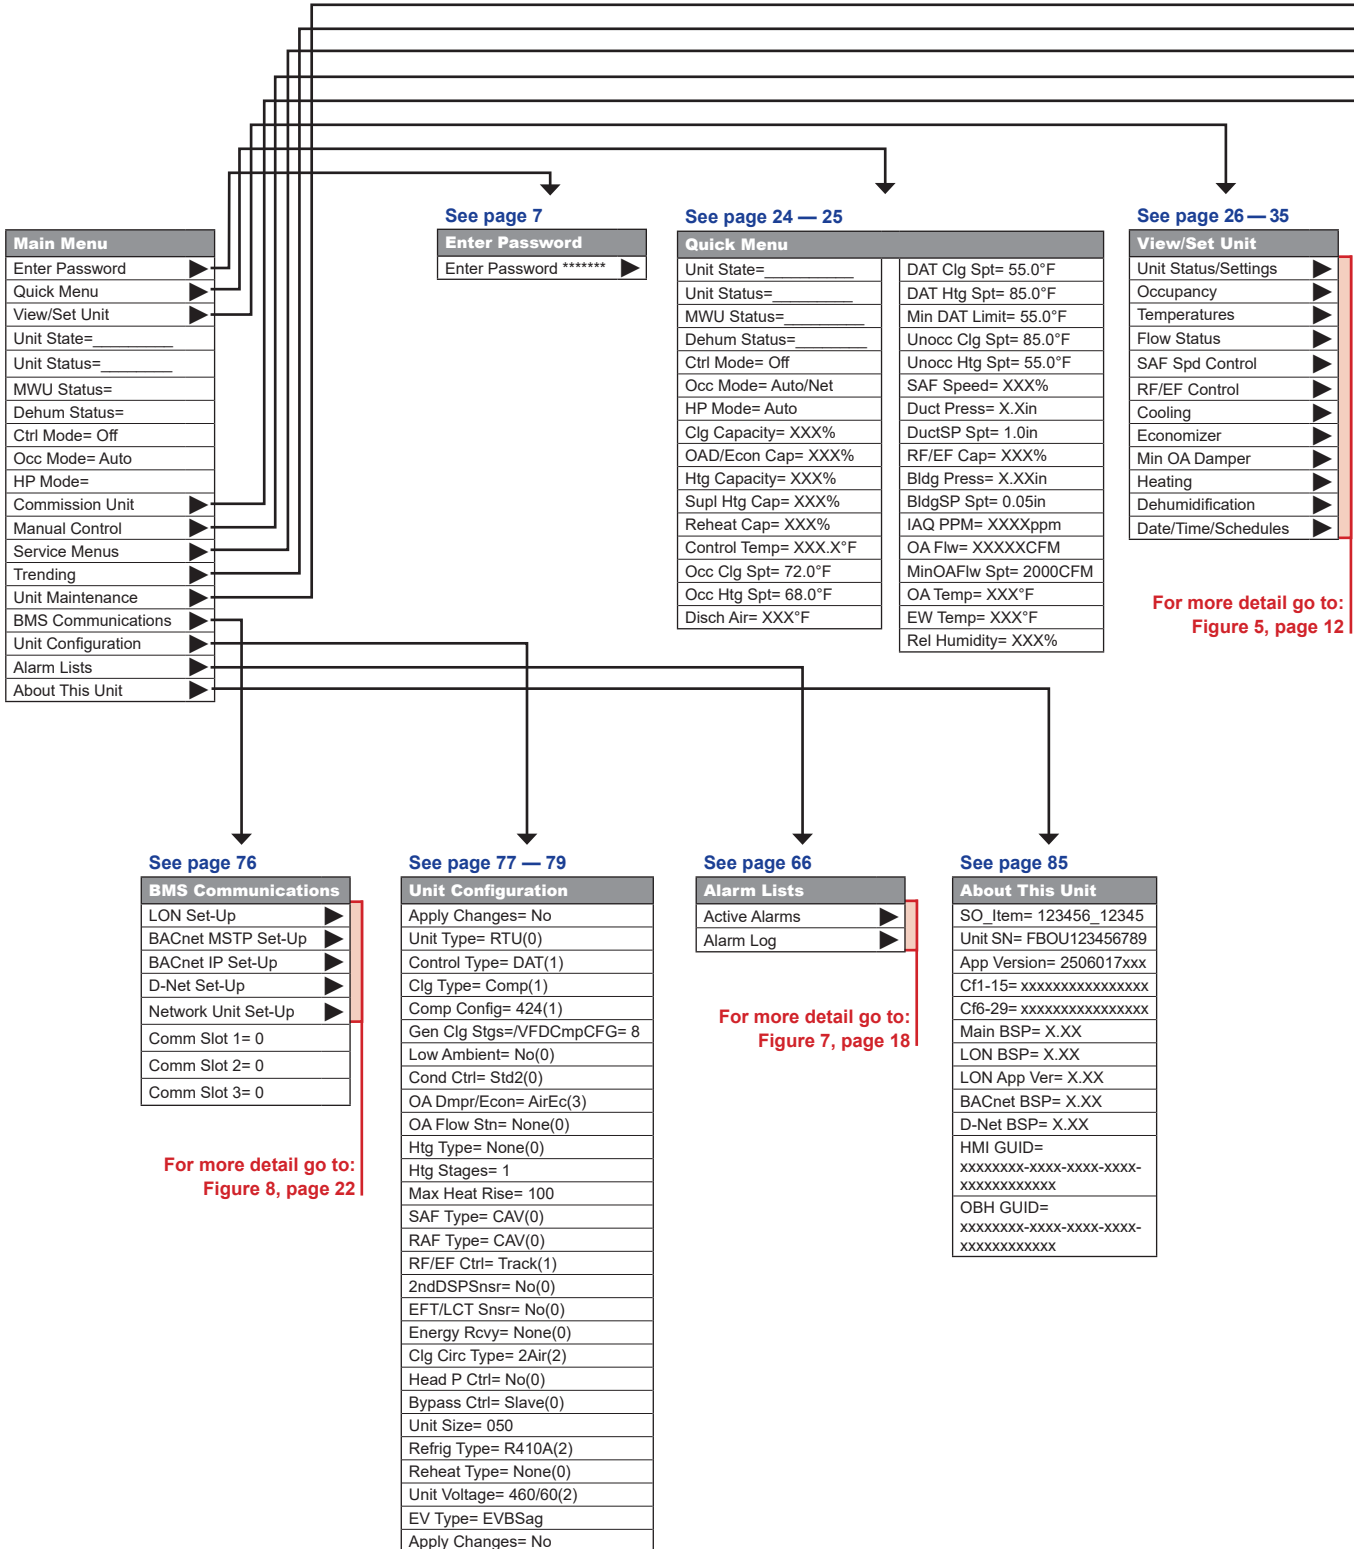 Main Menu
Enter Password
Quick Menu
View/Set Unit
Unit State=_________
Unit Status=________
MWU Status=
Dehum Status=
Ctrl Mode= Off
Occ Mode= Auto
HP Mode=
Commission Unit
Manual Control
Service Menus
Trending
Unit Maintenance
BMS Communications
Unit Configuration
Alarm Lists
About This Unit
See page 7
Enter Password
Enter Password *******
See page 24 — 25
Quick Menu
Unit State=__________
Unit Status=_________
MWU Status=_________
Dehum Status=________
Ctrl Mode= Off
Occ Mode= Auto/Net
HP Mode= Auto
Clg Capacity= XXX%
OAD/Econ Cap= XXX%
Htg Capacity= XXX%
Supl Htg Cap= XXX%
Reheat Cap= XXX%
Control Temp= XXX.X°F
Occ Clg Spt= 72.0°F
Occ Htg Spt= 68.0°F
Disch Air= XXX°F
DAT Clg Spt= 55.0°F
DAT Htg Spt= 85.0°F
Min DAT Limit= 55.0°F
Unocc Clg Spt= 85.0°F
Unocc Htg Spt= 55.0°F
SAF Speed= XXX%
Duct Press= X.Xin
DuctSP Spt= 1.0in
RF/EF Cap= XXX%
Bldg Press= X.XXin
BldgSP Spt= 0.05in
IAQ PPM= XXXXppm
OA Flw= XXXXXCFM
MinOAFlw Spt= 2000CFM
OA Temp= XXX°F
EW Temp= XXX°F
Rel Humidity= XXX%
See page 26 — 35
View/Set Unit
Unit Status/Settings
Occupancy
Temperatures
Flow Status
SAF Spd Control
RF/EF Control
Cooling
Economizer
Min OA Damper
Heating
Dehumidification
Date/Time/Schedules
For more detail go to:
Figure 5, page 12
See page 76
BMS Communications
LON Set-Up
BACnet MSTP Set-Up
BACnet IP Set-Up
D-Net Set-Up
Network Unit Set-Up
Comm Slot 1= 0
Comm Slot 2= 0
Comm Slot 3= 0
For more detail go to:
Figure 8, page 22
See page 77 — 79
Unit Configuration
Apply Changes= No
Unit Type= RTU(0)
Control Type= DAT(1)
Clg Type= Comp(1)
Comp Config= 424(1)
Gen Clg Stgs=/VFDCmpCFG= 8
Low Ambient= No(0)
Cond Ctrl= Std2(0)
OA Dmpr/Econ= AirEc(3)
OA Flow Stn= None(0)
Htg Type= None(0)
Htg Stages= 1
Max Heat Rise= 100
SAF Type= CAV(0)
RAF Type= CAV(0)
RF/EF Ctrl= Track(1)
2ndDSPSnsr= No(0)
EFT/LCT Snsr= No(0)
Energy Rcvy= None(0)
Clg Circ Type= 2Air(2)
Head P Ctrl= No(0)
Bypass Ctrl= Slave(0)
Unit Size= 050
Refrig Type= R410A(2)
Reheat Type= None(0)
Unit Voltage= 460/60(2)
EV Type= EVBSag
Apply Changes= No
See page 66
Alarm Lists
Active Alarms
Alarm Log
For more detail go to:
Figure 7, page 18
See page 85
About This Unit
SO_Item= 123456_12345
Unit SN= FBOU123456789
App Version= 2506017xxx
Cf1-15= xxxxxxxxxxxxxxxx
Cf6-29= xxxxxxxxxxxxxxxx
Main BSP= X.XX
LON BSP= X.XX
LON App Ver= X.XX
BACnet BSP= X.XX
D-Net BSP= X.XX
HMI GUID=
xxxxxxxx-xxxx-xxxx-xxxx-
xxxxxxxxxxxx
OBH GUID=
xxxxxxxx-xxxx-xxxx-xxxx-
xxxxxxxxxxxx